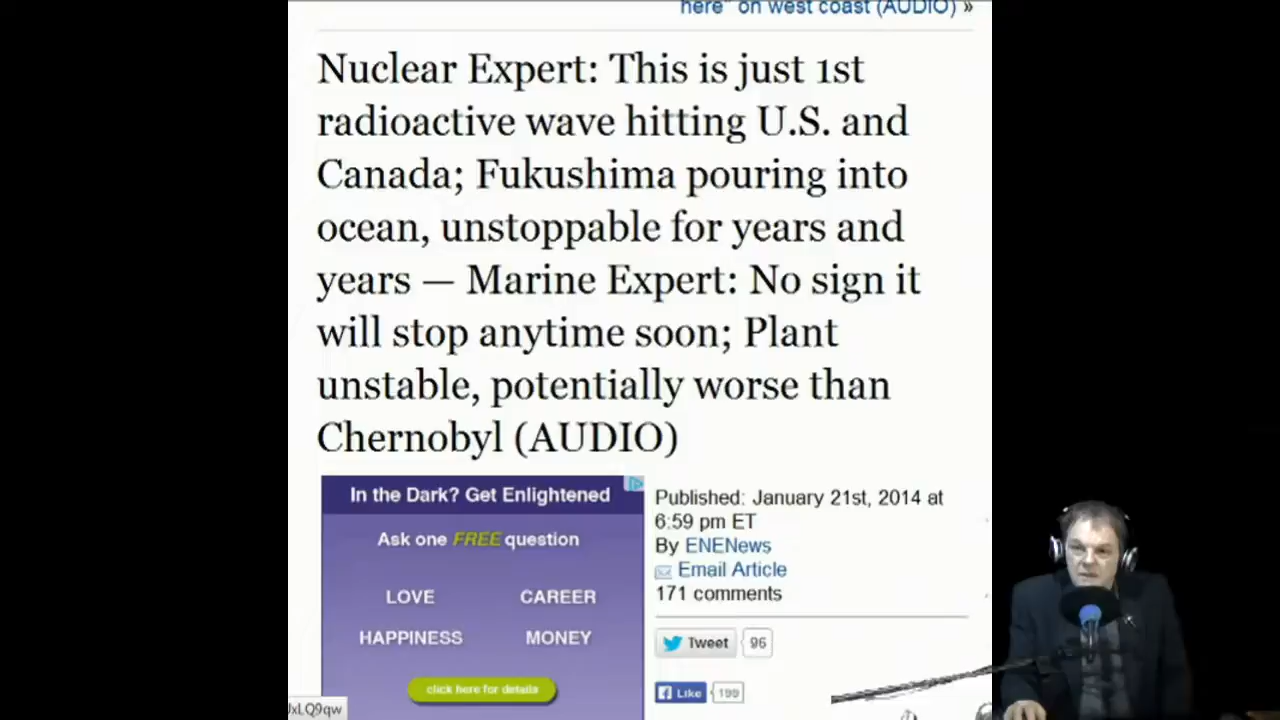 here" on west coast (AUDIO) »
Nuclear Expert: This is just 1st
radioactive wave hitting U.S. and
Canada; Fukushima pouring into
ocean, unstoppable for years and
years — Marine Expert: No sign it
will stop anytime soon; Plant
unstable, potentially worse than
Chernobyl (AUDIO)
In the Dark? Get Enlightened
Ask one FREE question
LOVE CAREER
HAPPINESS MONEY
click here for details
Published: January 21st, 2014 at
6:59 pm ET
By ENENews
Email Article
171 comments
Tweet 96
Like 199
JxLQ9qw